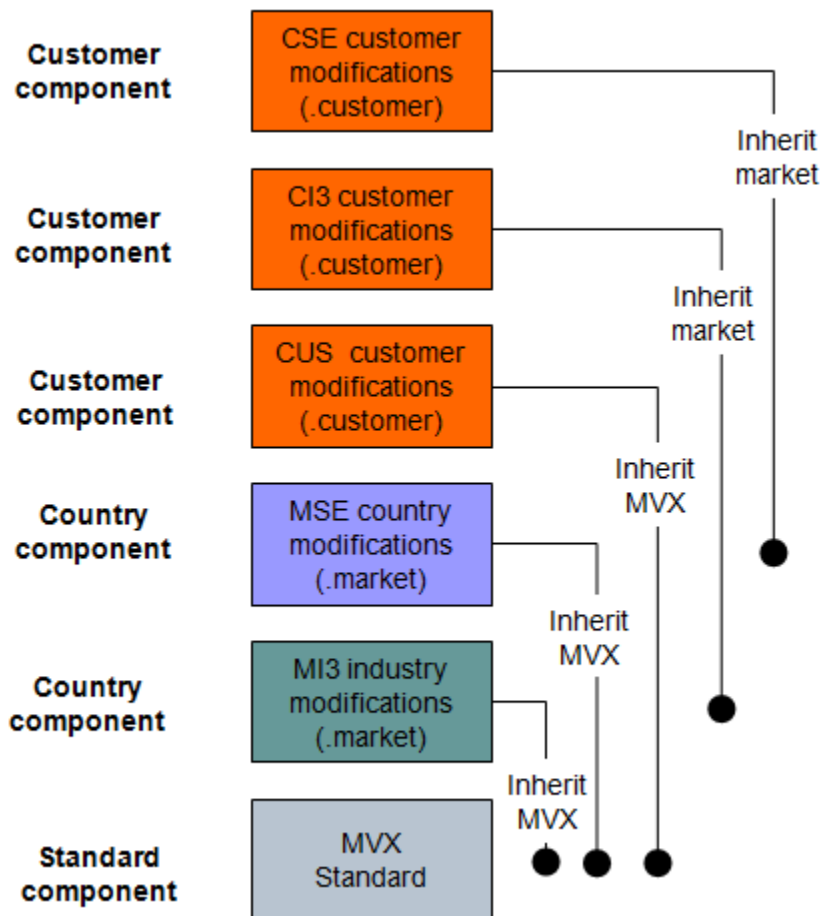 Customer
component
CSE customer
modifications
(.customer)
Inherit
market
Customer
component
CI3 customer
modifications
(.customer)
Inherit
market
Customer
component
CUS  customer
modifications
(.customer)
Inherit
MVX
Country
component
MSE country
modifications
(.market)
Inherit
MVX
Country
component
MI3 industry
modifications
(.market)
Inherit
MVX
Standard
component
MVX
Standard